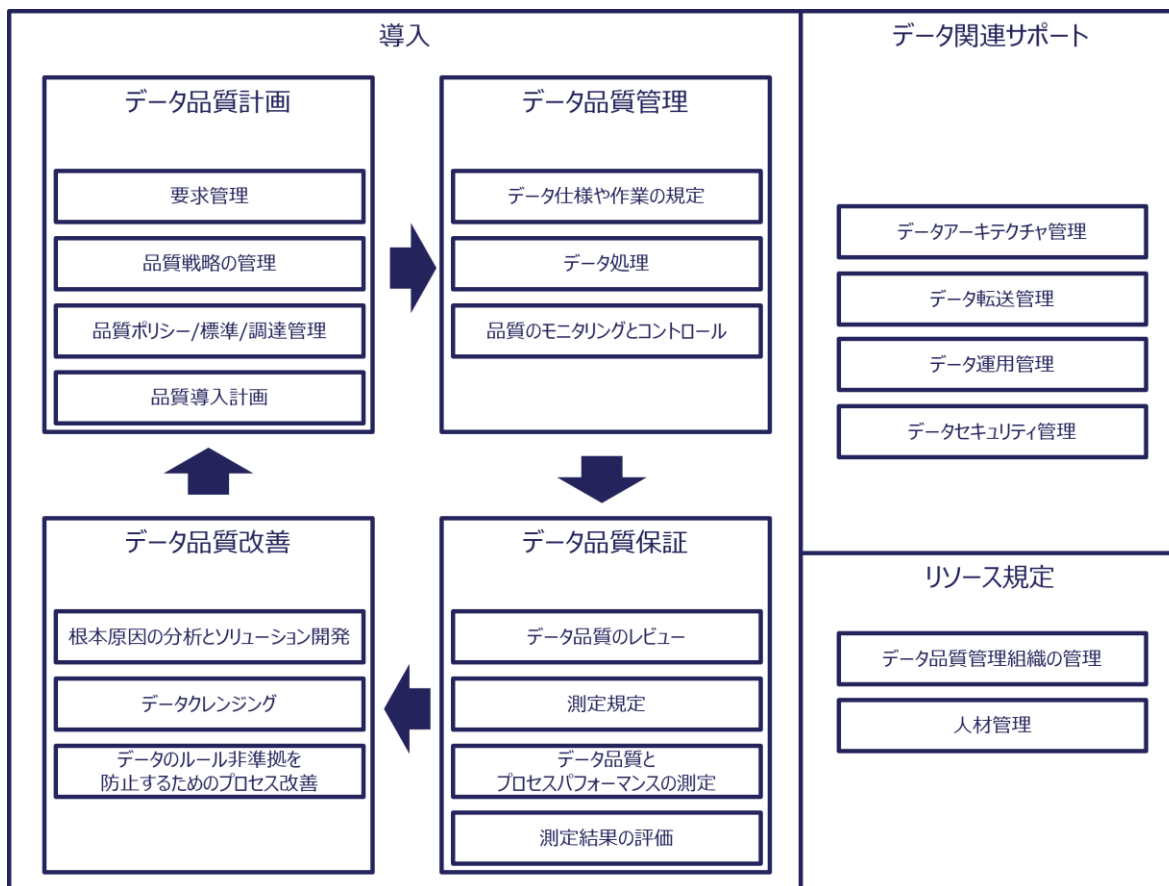 導入
データ品質計画
要求管理
品質戦略の管理
品質ポリシー/標準/調達管理
品質導入計画
データ品質管理
データ仕様や作業の規定
データ処理
品質のモニタリングとコントロール
データ品質改善
根本原因の分析とソリューション開発
データクレンジング
データのルール非準拠を
防止するためのプロセス改善
データ品質保証
データ品質のレビュー
測定規定
データ品質と
プロセスパフォーマンスの測定
測定結果の評価
データ関連サポート
データアーキテクチャ管理
データ転送管理
データ運用管理
データセキュリティ管理
リソース規定
データ品質管理組織の管理
人材管理